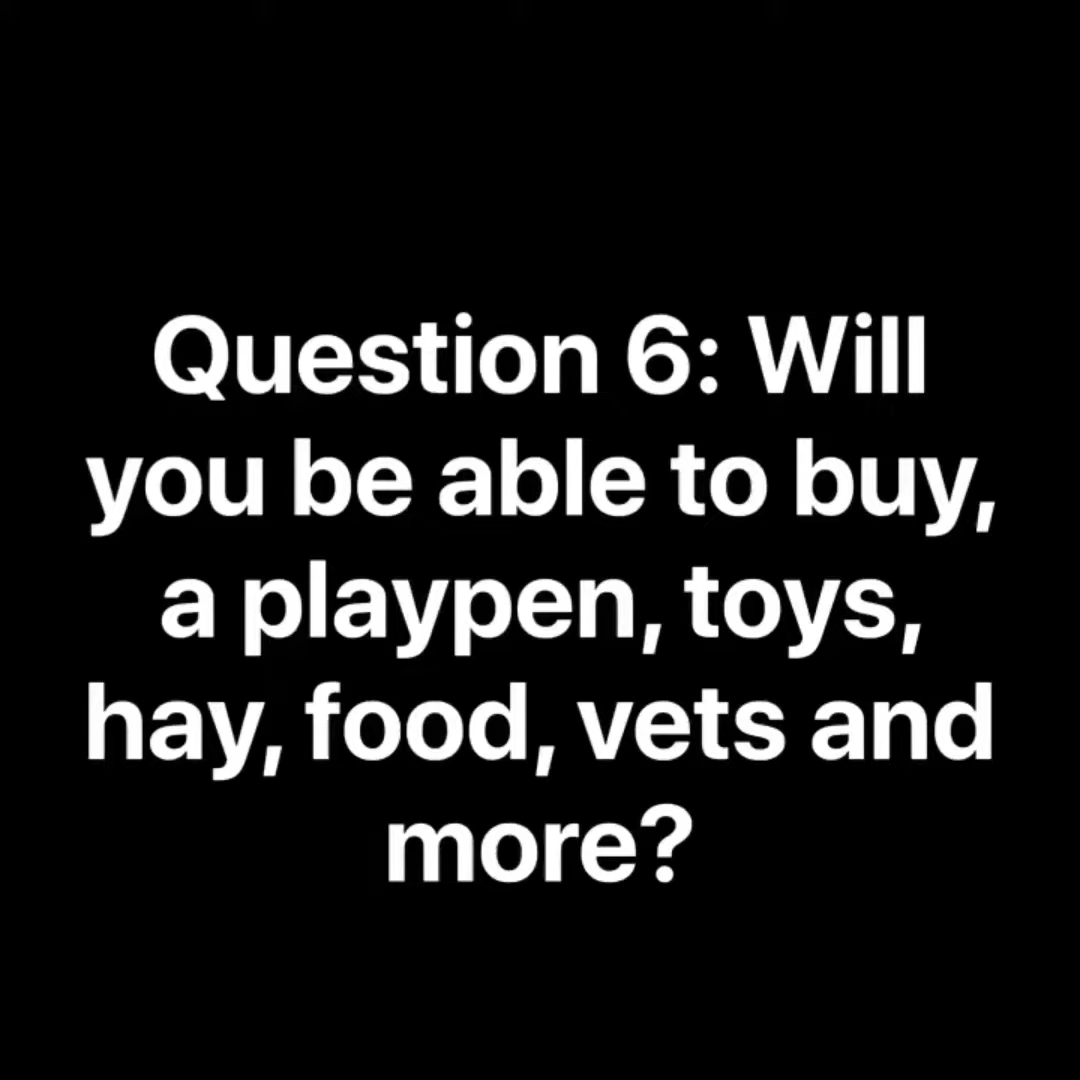 Question 6: Will
you be able to buy,
a playpen, toys,
hay, food, vets and
more?